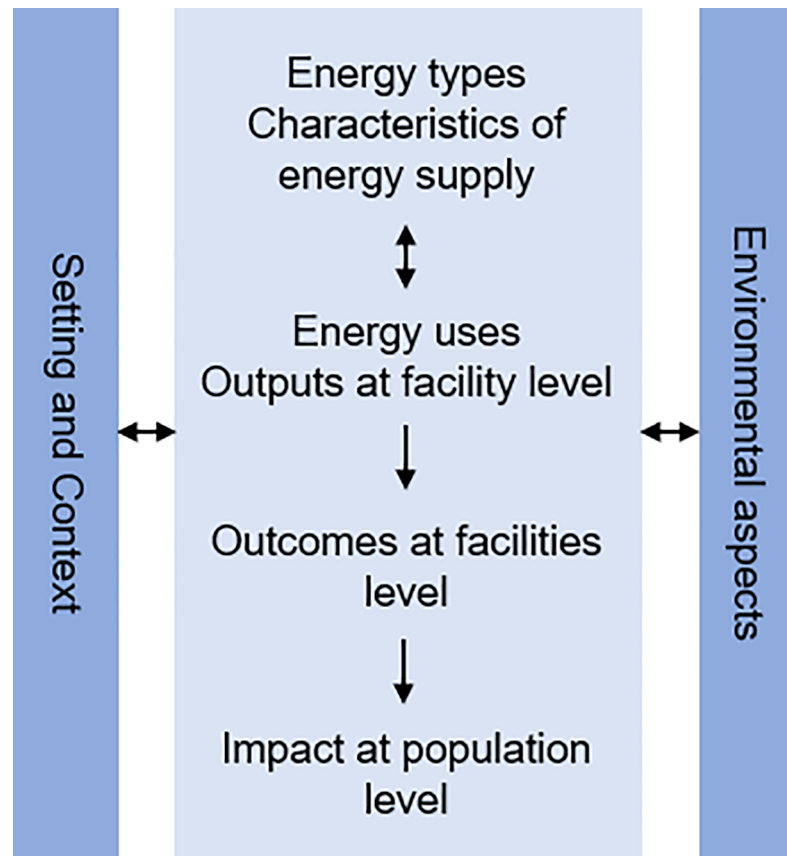 Setting and Context
Energy types
Characteristics of
energy supply
Energy uses
Outputs at facility level
Outcomes at facilities
level
Impact at population
level
Environmental aspects